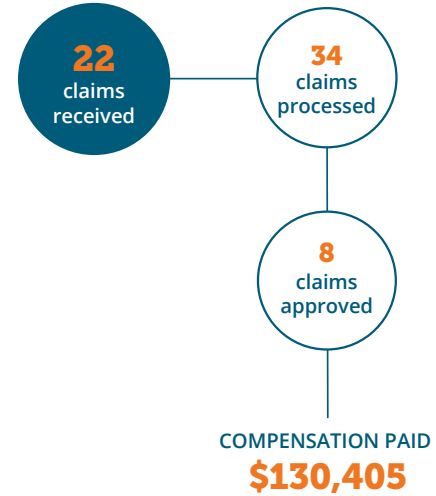 22
claims
received
34
claims
processed
8
claims
approved
COMPENSATION PAID
$130,405